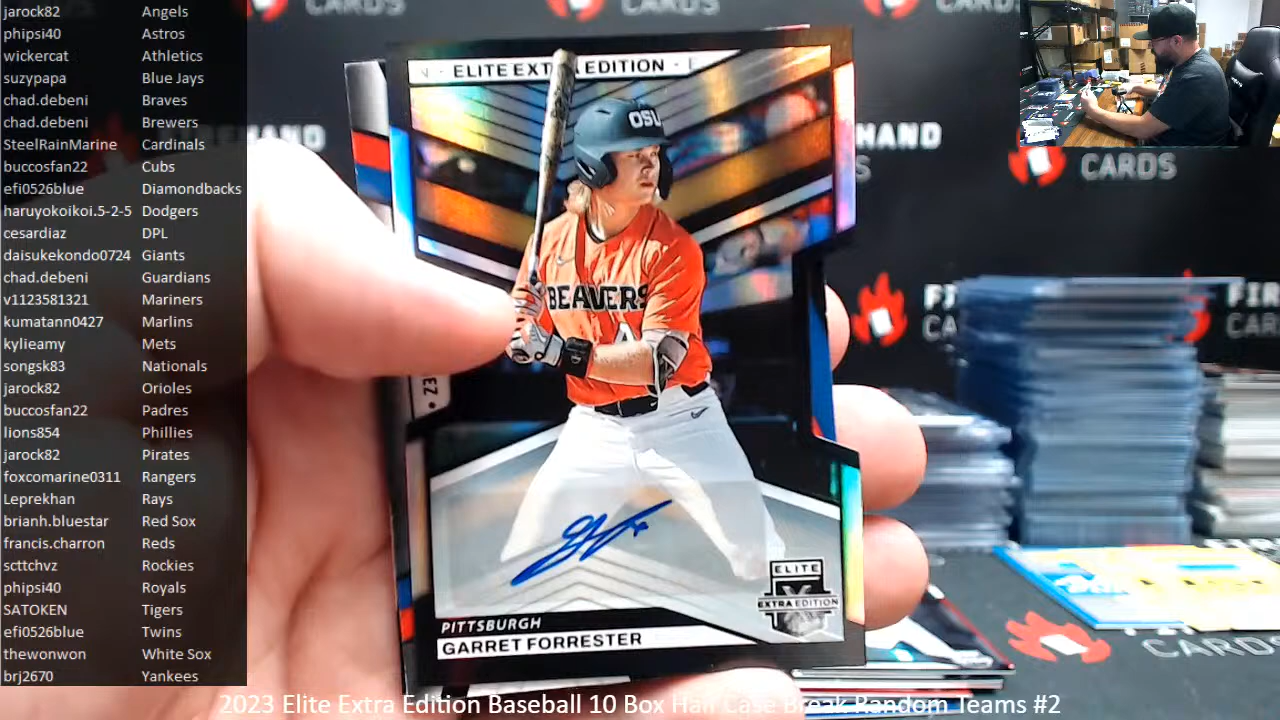 jarock82 Angels
phipsi40 Astros
wickercat Athletics
suzypapa Blue Jays
chad.debeni Braves
chad.debeni Brewers
SteelRainMarine Cardinals
buccosfan22 Cubs
efi0526blue Diamondbacks
haruyokoikoi.5-2-5 Dodgers
cesardiaz DPL
daisukekondo0724 Giants
chad.debeni Guardians
v1123581321 Mariners
kumatann0427 Marlins
kylieamy Mets
songsk83 Nationals
jarock82 Orioles
buccosfan22 Padres
lions854 Phillies
jarock82 Pirates
foxcomarine0311 Rangers
Leprekhan Rays
brianh.bluestar Red Sox
francis.charron Reds
scttchvz Rockies
phipsi40 Royals
SATOKEN Tigers
efi0526blue Twins
thewonwon White Sox
brj2670 Yankees
CARDS
ELITE EXTRA EDITION
OSU
BEAVERS
ELITE
EXTRA EDITION
PITTSBURGH
GARRET FORRESTER
HAND
CARDS
CARDS
2023 Elite Extra Edition Baseball 10 Box Half Case Break Random Teams #2